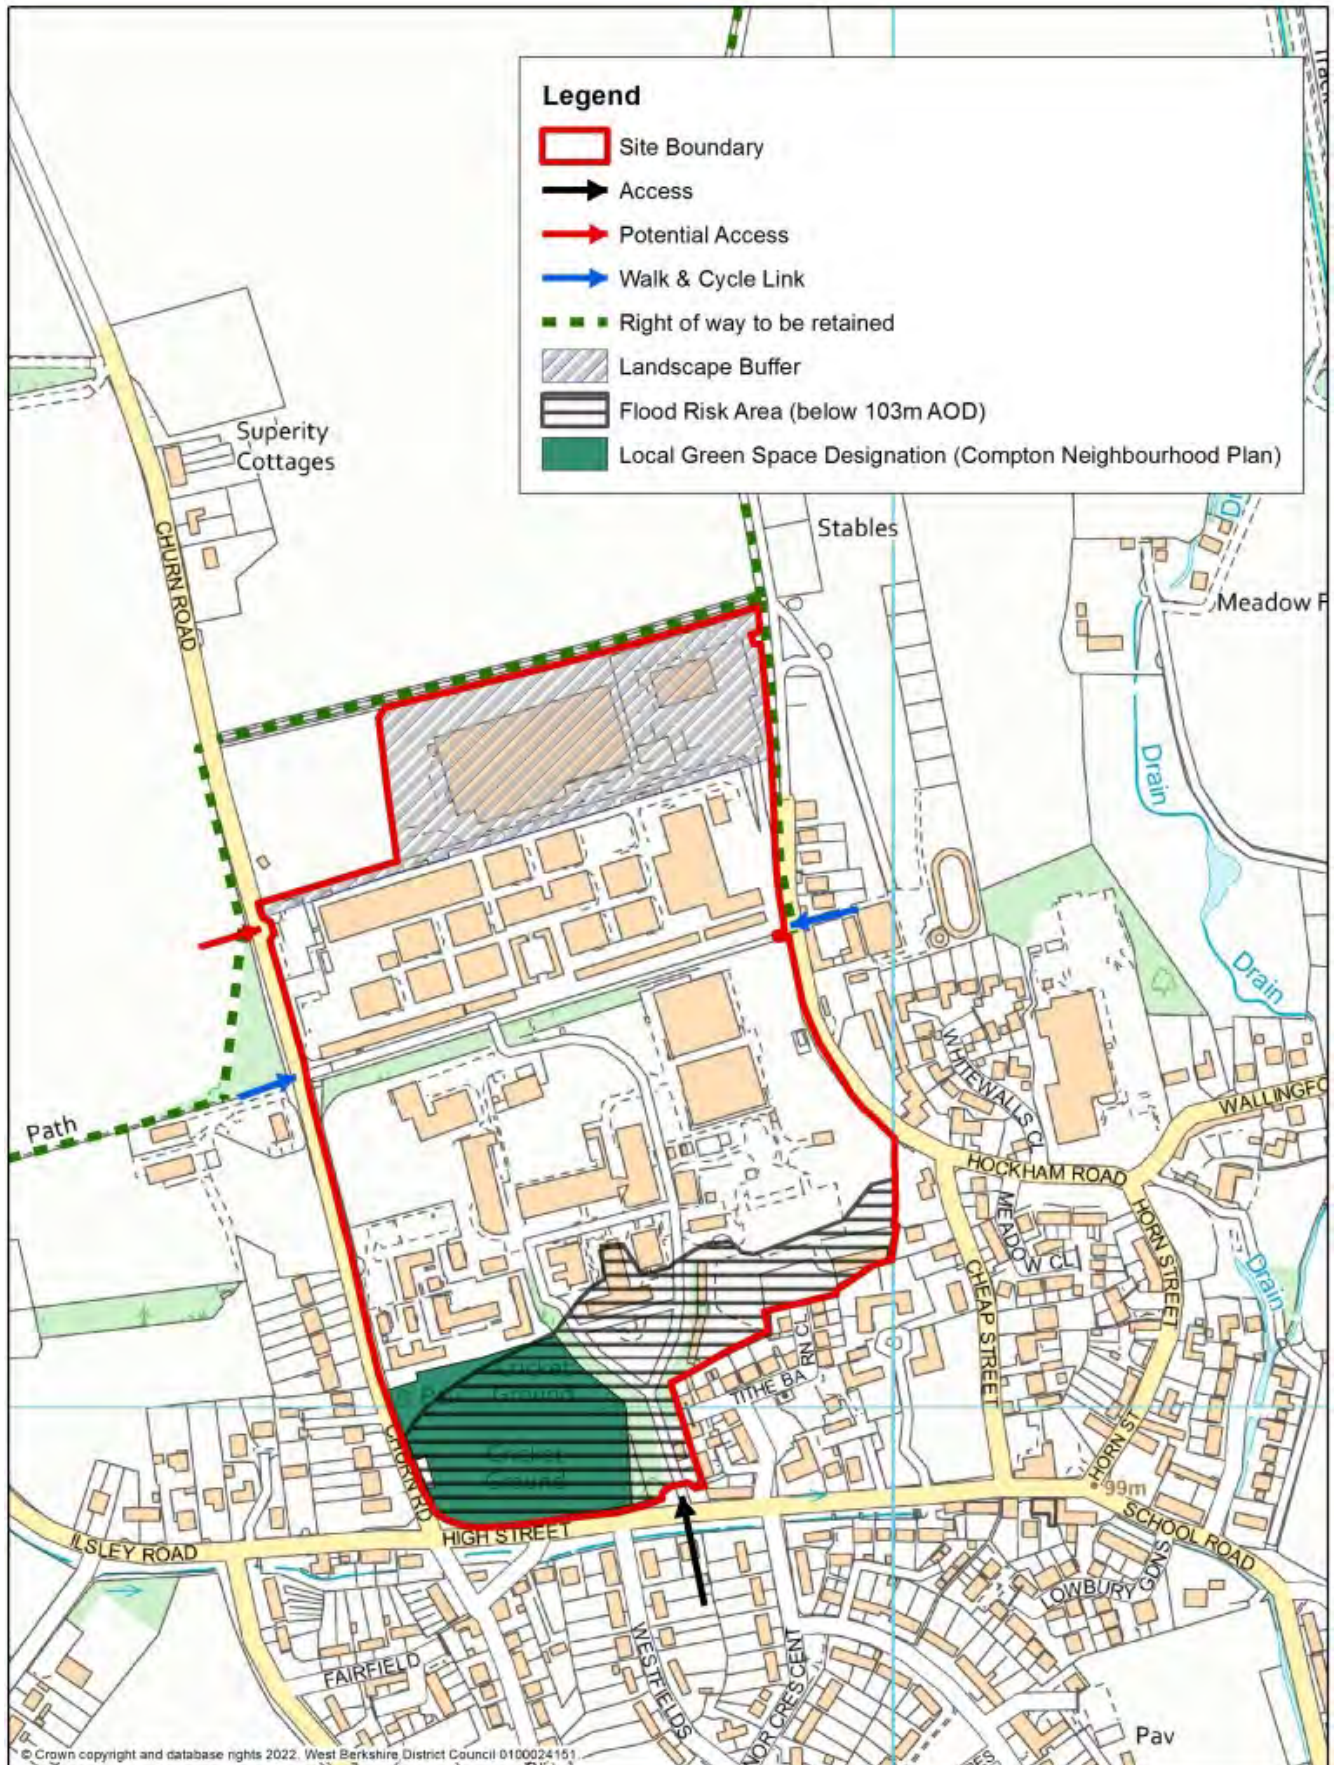 Legend
Site Boundary
Access
Potential Access
Walk & Cycle Link
Right of way to be retained
Landscape Buffer
Flood Risk Area (below 103m AOD)
Local Green Space Designation (Compton Neighbourhood Plan)
Superity
Cottages
CHURN ROAD
Stables
Meadow F
Drain
Drain
WHITEWALLS CL
WALLINGFO
Path
HOCKHAM ROAD
MEADOW CL
HORN STREET
Drain
CHEAP STREET
TITHE BARN CL
Cricket
Ground
Cricket
Ground
CHURN RD
HORN ST
99m
HIGH STREET
ILSLEY ROAD
SCHOOL ROAD
LOWBURY GDNS
FAIRFIELD
WESTFIELDS
NOR CRESCENT
Pav
© Crown copyright and database rights 2022. West Berkshire District Council 0100024151.